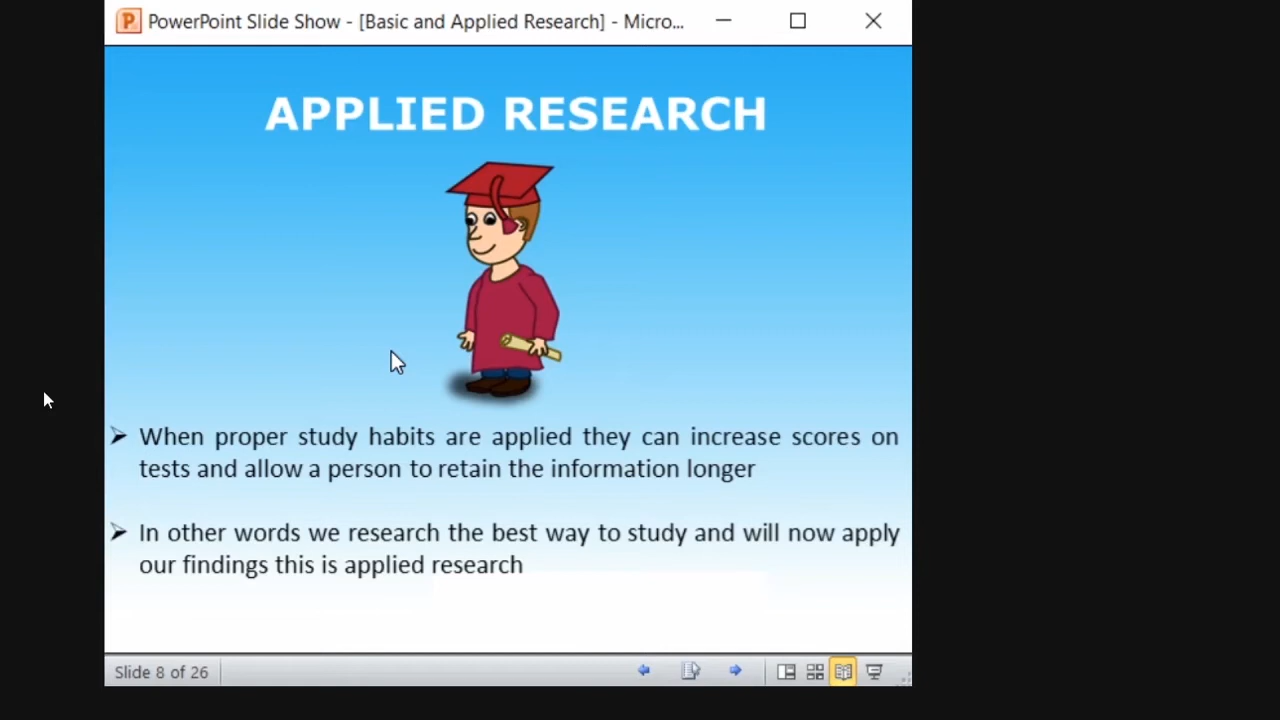 PowerPoint Slide Show - [Basic and Applied Research] - Micro...
APPLIED RESEARCH
When proper study habits are applied they can increase scores on
tests and allow a person to retain the information longer
In other words we research the best way to study and will now apply
our findings this is applied research
Slide 8 of 26